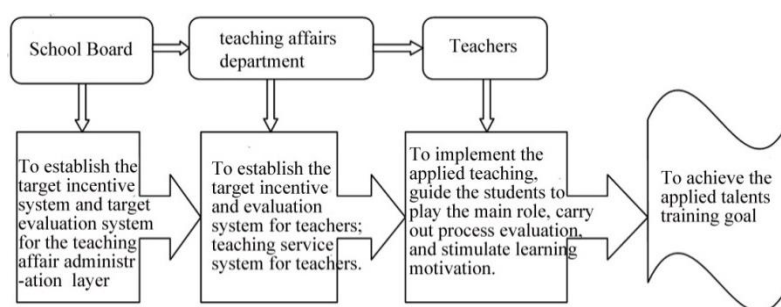 School Board
teaching affairs
department
Teachers
To establish the
target incentive
system and target
evaluation system
for the teaching
affair administr
-ation layer
To establish the
target incentive
and evaluation
system for teachers;
teaching service
system for teachers.
To implement the
applied teaching,
guide the students to
play the main role, carry
out process evaluation,
and stimulate learning
motivation.
To achieve the
applied talents
training goal